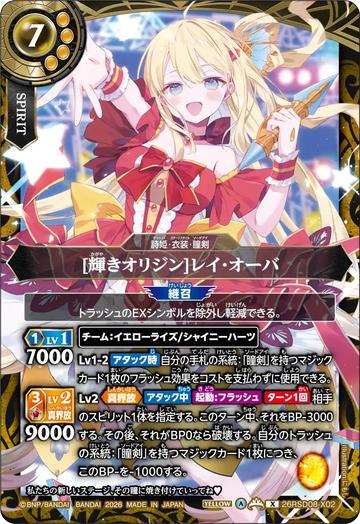 7
SPIRIT
詩姫・衣装・瞳剣
[輝きオリジン]レイ・オーバ
継召
トラッシュのEXシンボルを除外し軽減できる。
1 LV1 チーム:イエローライズ/シャイニーハーツ
7000 Lv1-2 アタック時 自分の手札の系統:「瞳剣」を持つマジックカード1枚のフラッシュ効果をコストを支払わずに使用できる。
3 LV2 真界放 Lv2 真界放 アタック中 起動:フラッシュ ターン1回 相手
9000 のスピリット1体を指定する。このターン中、それをBP-3000
する。その後、それがBP0なら破壊する。自分のトラッシュ
の系統:「瞳剣」を持つマジックカード1枚につき、
このBP-を-1000する。
私たちの新しいステージ、その瞳に焼き付けていってね!
©BNP/BANDAI, BANDAI 2026 MADE IN JAPAN YELLOW A X 26RSD08-X02